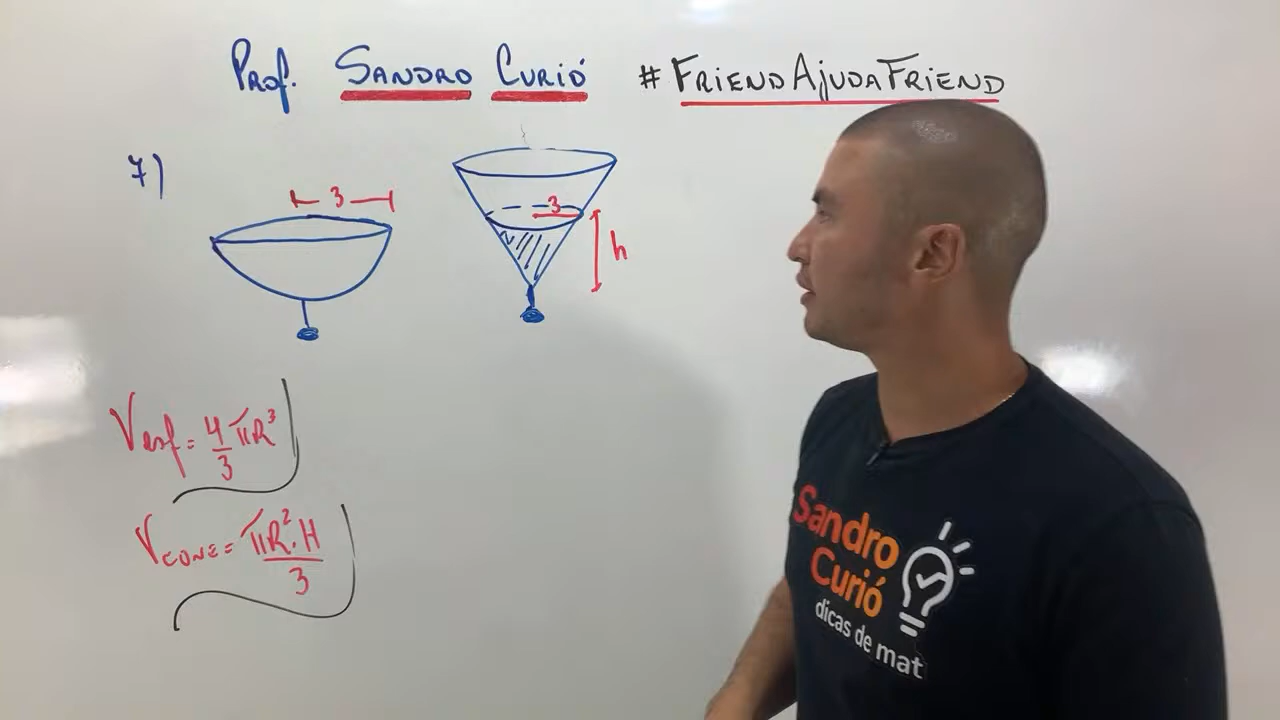 Prof. SANDRO CURIÓ #FRIENDAJUDAFRIEND
7)
3
3
h
Vesf = 4/3 πR³
VCONE = πR².H/3
Sandro
Curió
dicas de mat